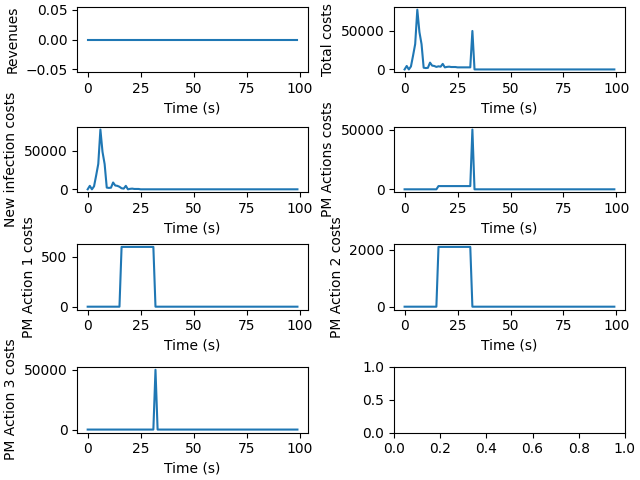 Revenues
0.05
0.00
−0.05
0 25 50 75 100
Time (s)
Total costs
50000
0
0 25 50 75 100
Time (s)
New infection costs
50000
0
0 25 50 75 100
Time (s)
PM Actions costs
50000
0
0 25 50 75 100
Time (s)
PM Action 1 costs
500
0
0 25 50 75 100
Time (s)
PM Action 2 costs
2000
0
0 25 50 75 100
Time (s)
PM Action 3 costs
50000
0
0 25 50 75 100
Time (s)
1.0
0.5
0.0
0.0 0.2 0.4 0.6 0.8 1.0